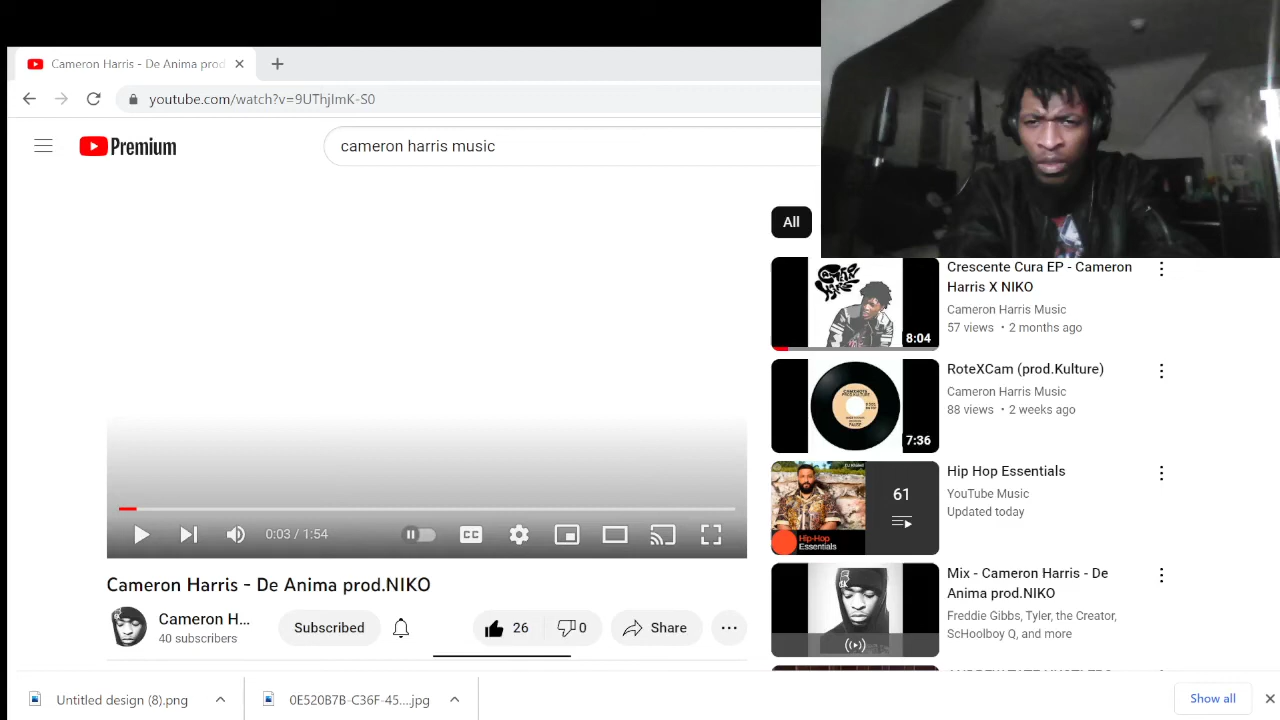 Cameron Harris - De Anima prod
youtube.com/watch?v=9UThjImK-S0
Premium
cameron harris music
All
Crescente Cura EP - Cameron
Harris X NIKO
Cameron Harris Music
57 views • 2 months ago
8:04
RoteXCam (prod.Kulture)
Cameron Harris Music
88 views • 2 weeks ago
7:36
Hip Hop Essentials
YouTube Music
Updated today
61
Hip-Hop
Essentials
Mix - Cameron Harris - De
Anima prod.NIKO
Freddie Gibbs, Tyler, the Creator,
ScHoolboy Q, and more
0:03 / 1:54
CC
Cameron Harris - De Anima prod.NIKO
Cameron H...
40 subscribers
Subscribed
26
0
Share
Untitled design (8).png
0E520B7B-C36F-45....jpg
Show all